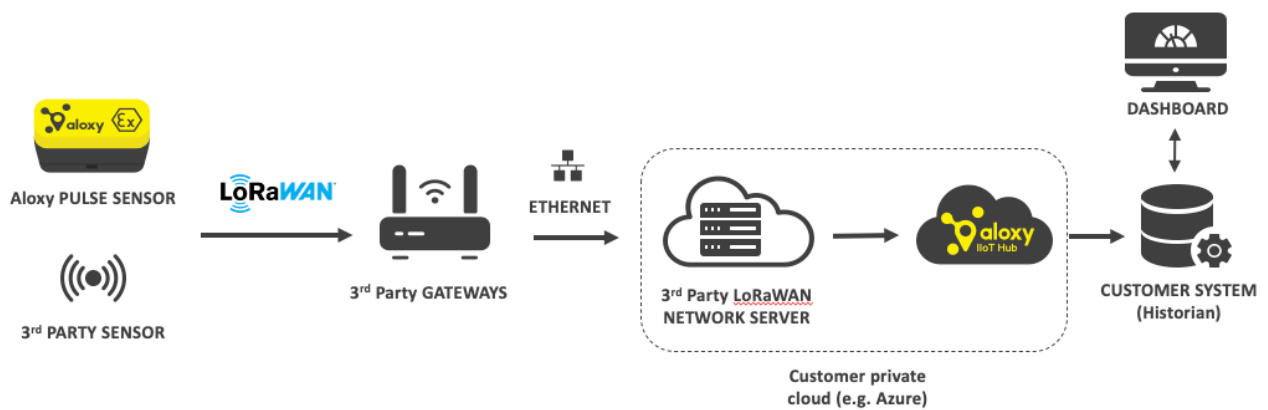 aloxy Ex
Aloxy PULSE SENSOR
3rd PARTY SENSOR
LoRaWAN
3rd Party GATEWAYS
ETHERNET
3rd Party LoRaWAN
NETWORK SERVER
aloxy
IIoT Hub
Customer private
cloud (e.g. Azure)
DASHBOARD
CUSTOMER SYSTEM
(Historian)